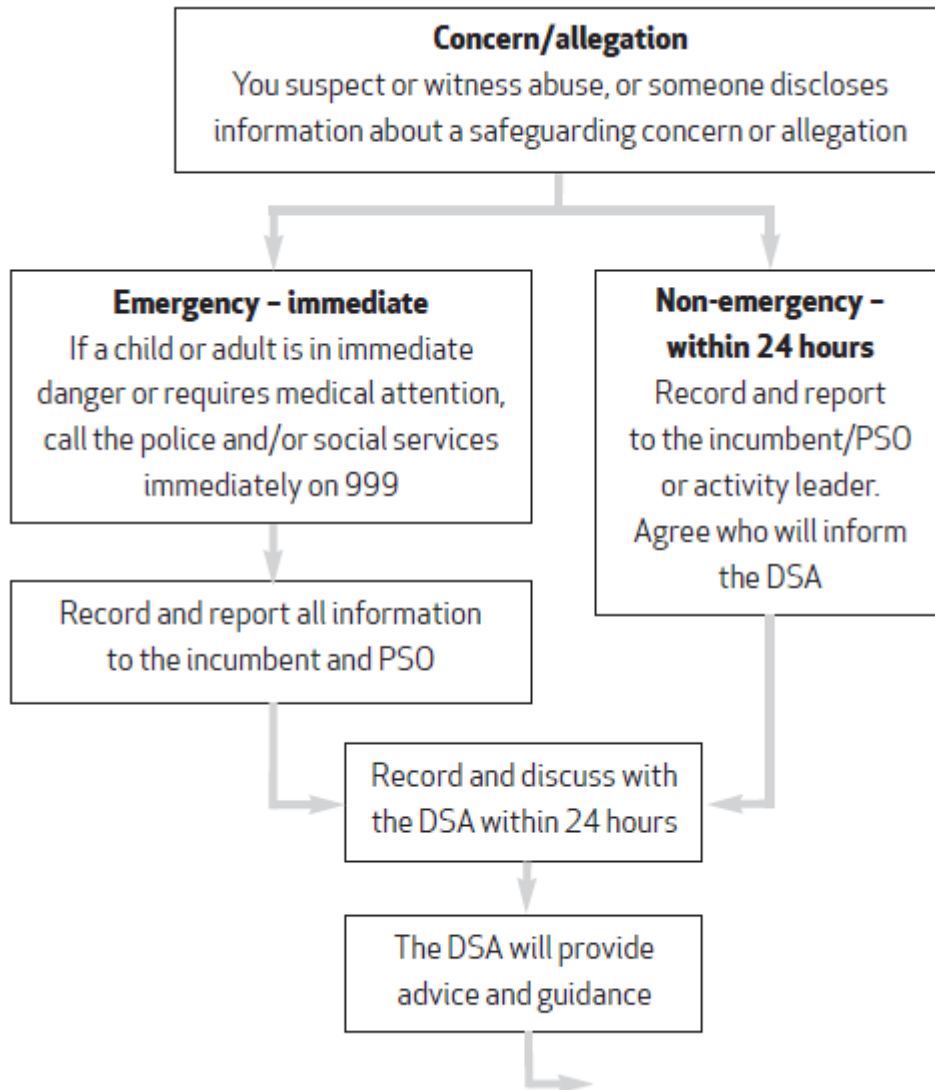 Concern/allegation
You suspect or witness abuse, or someone discloses
information about a safeguarding concern or allegation
Emergency – immediate
If a child or adult is in immediate
danger or requires medical attention,
call the police and/or social services
immediately on 999
Non-emergency –
within 24 hours
Record and report
to the incumbent/PSO
or activity leader.
Agree who will inform
the DSA
Record and report all information
to the incumbent and PSO
Record and discuss with
the DSA within 24 hours
The DSA will provide
advice and guidance